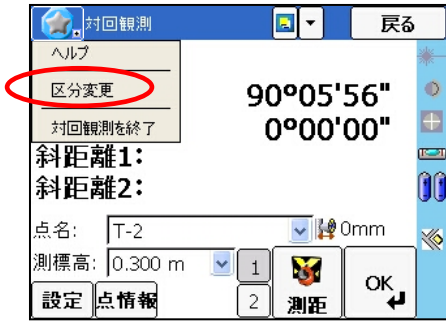 対回観測
戻る
ヘルプ
区分変更
対回観測を終了
90°05'56"
0°00'00"
斜距離1:
斜距離2:
点名: T-2 0mm
測標高: 0.300 m
1
2
測距
OK
設定 点情報